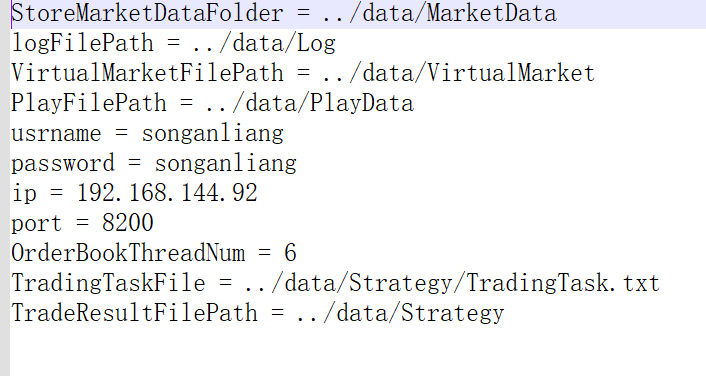 StoreMarketDataFolder = ../data/MarketData
logFilePath = ../data/Log
VirtualMarketFilePath = ../data/VirtualMarket
PlayFilePath = ../data/PlayData
usrname = songanliang
password = songanliang
ip = 192.168.144.92
port = 8200
OrderBookThreadNum = 6
TradingTaskFile = ../data/Strategy/TradingTask.txt
TradeResultFilePath = ../data/Strategy